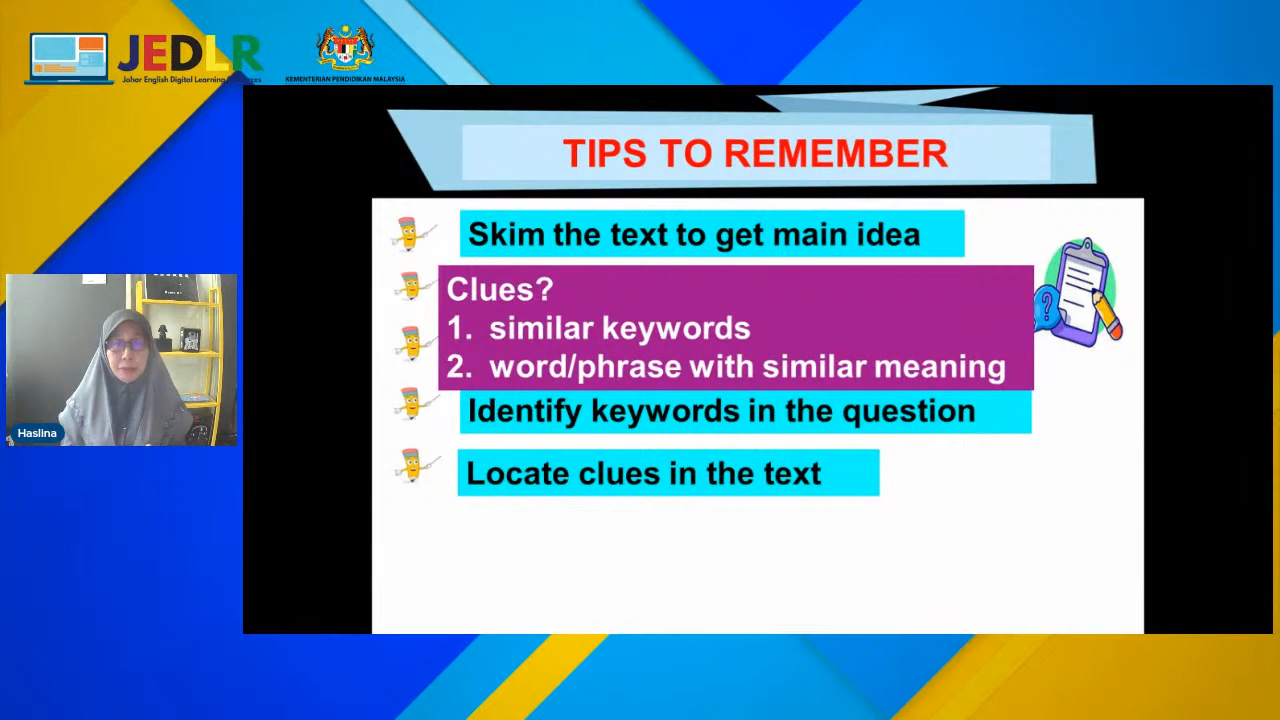 JEDLR
Johor English Digital Learning Resources
KEMENTERIAN PENDIDIKAN MALAYSIA
TIPS TO REMEMBER
Skim the text to get main idea
Clues?
1. similar keywords
2. word/phrase with similar meaning
Identify keywords in the question
Locate clues in the text
Haslina